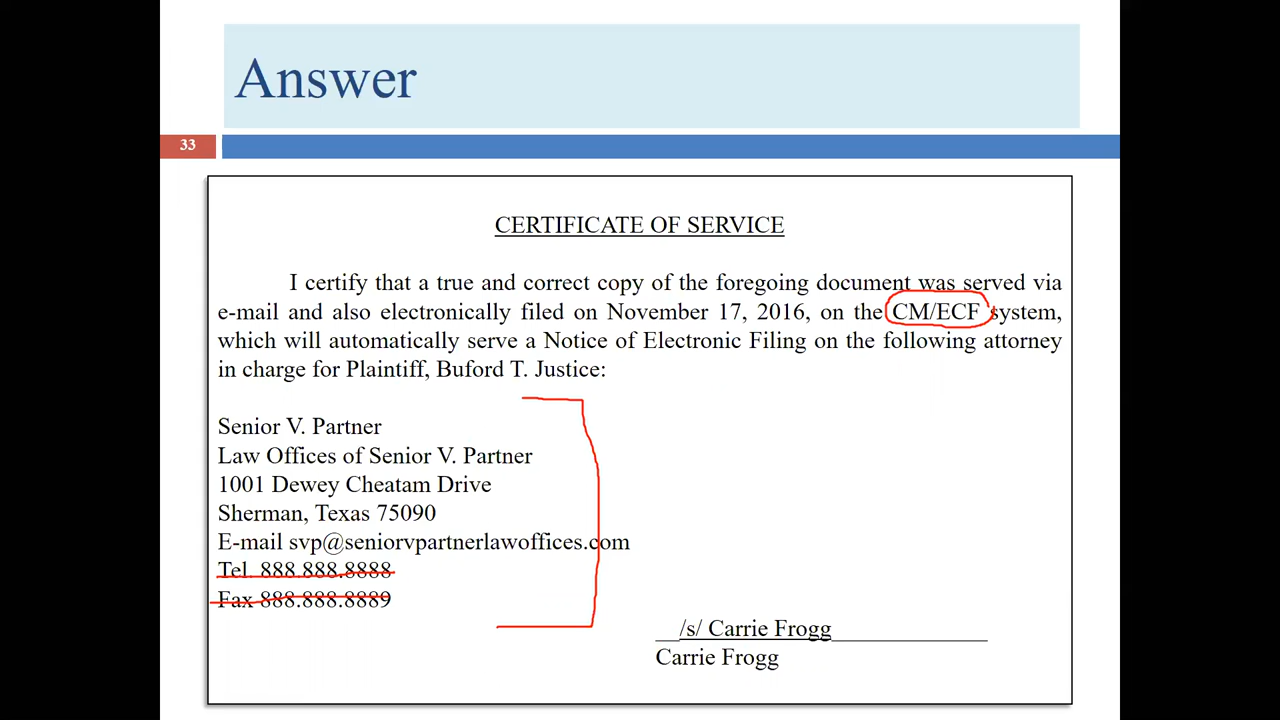 Answer
33
CERTIFICATE OF SERVICE
I certify that a true and correct copy of the foregoing document was served via
e-mail and also electronically filed on November 17, 2016, on the CM/ECF system,
which will automatically serve a Notice of Electronic Filing on the following attorney
in charge for Plaintiff, Buford T. Justice:
Senior V. Partner
Law Offices of Senior V. Partner
1001 Dewey Cheatam Drive
Sherman, Texas 75090
E-mail svp@seniorvpartnerlawoffices.com
Tel. 888.888.8888
Fax 888.888.8889
/s/ Carrie Frogg
Carrie Frogg